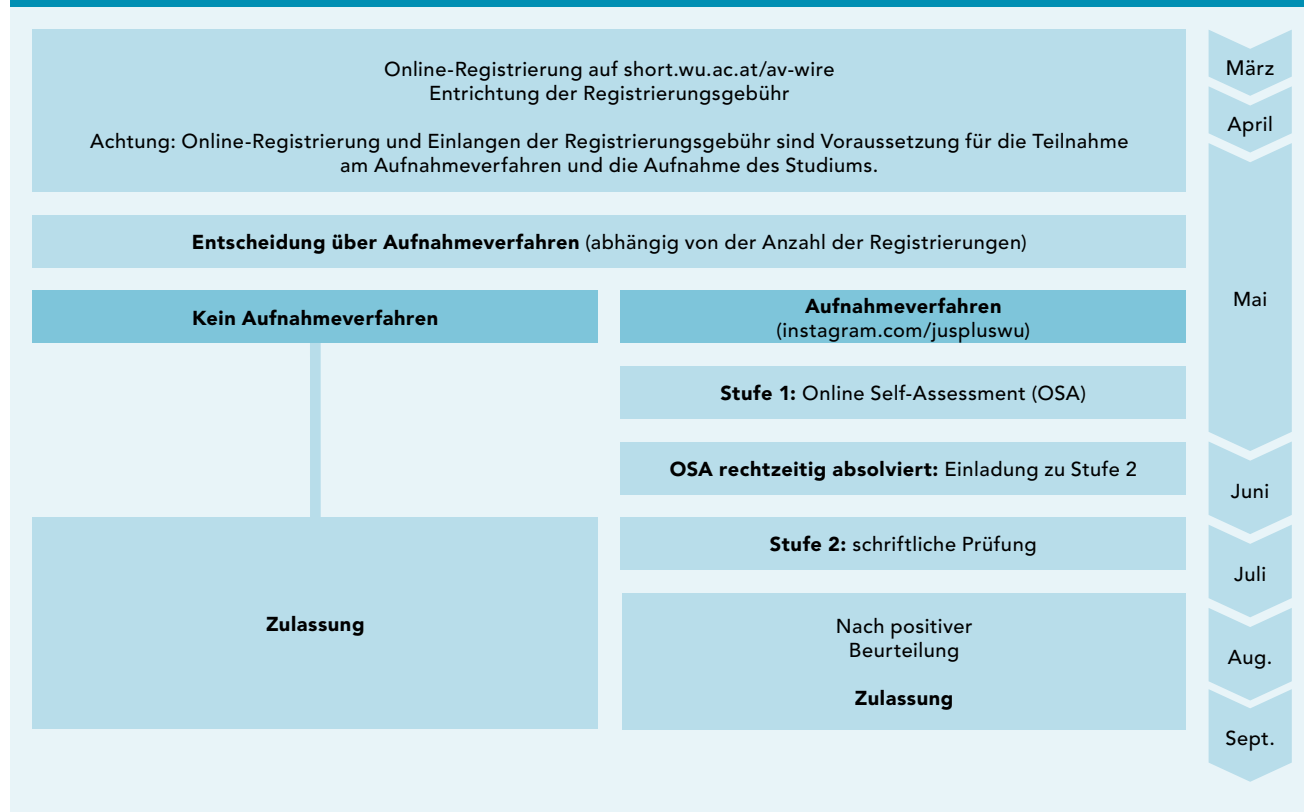 Online-Registrierung auf short.wu.ac.at/av-wire
Entrichtung der Registrierungsgebühr
Achtung: Online-Registrierung und Einlangen der Registrierungsgebühr sind Voraussetzung für die Teilnahme
am Aufnahmeverfahren und die Aufnahme des Studiums.
Entscheidung über Aufnahmeverfahren (abhängig von der Anzahl der Registrierungen)
Kein Aufnahmeverfahren
Aufnahmeverfahren
(instagram.com/juspluswu)
Stufe 1: Online Self-Assessment (OSA)
OSA rechtzeitig absolviert: Einladung zu Stufe 2
Stufe 2: schriftliche Prüfung
Zulassung
Nach positiver
Beurteilung
Zulassung
März
April
Mai
Juni
Juli
Aug.
Sept.